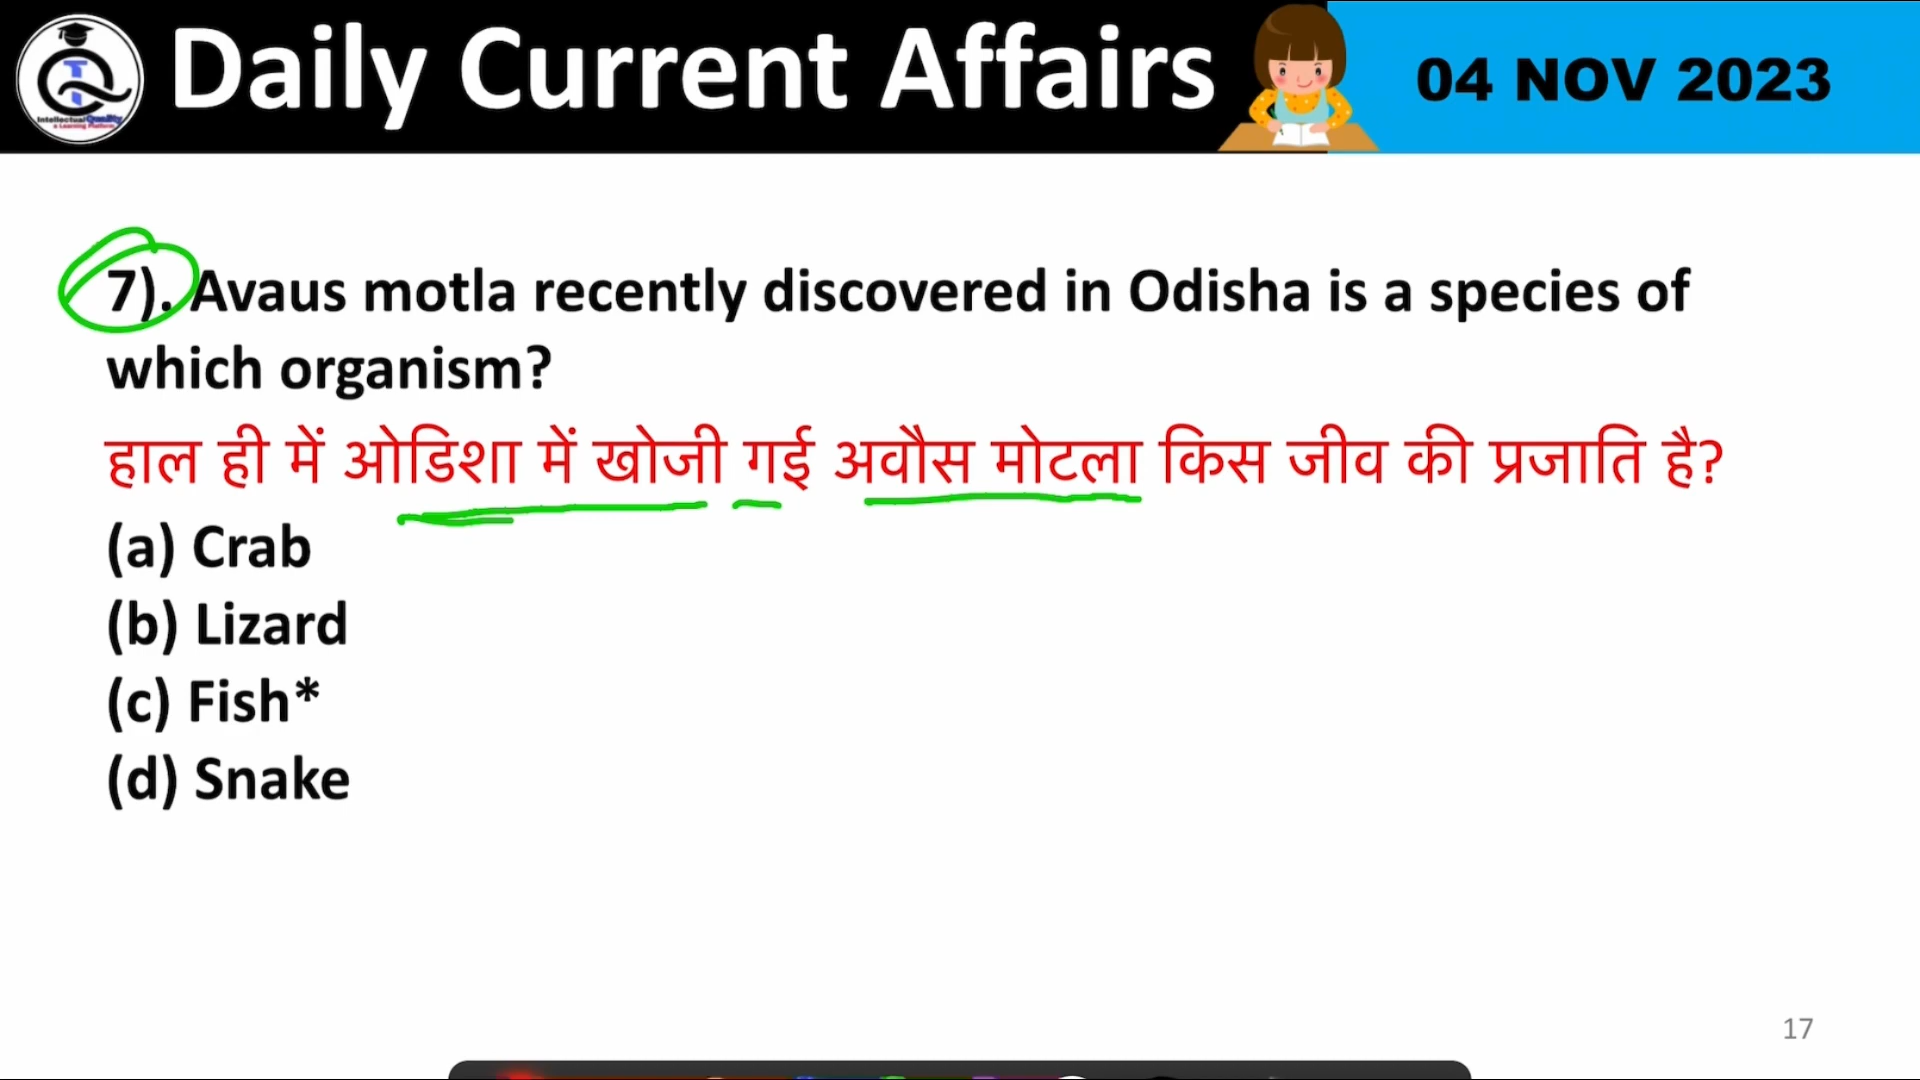 Daily Current Affairs
04 NOV 2023
7). Avaus motla recently discovered in Odisha is a species of
which organism?
हाल ही में ओडिशा में खोजी गई अवौस मोटला किस जीव की प्रजाति है?
(a) Crab
(b) Lizard
(c) Fish*
(d) Snake
17